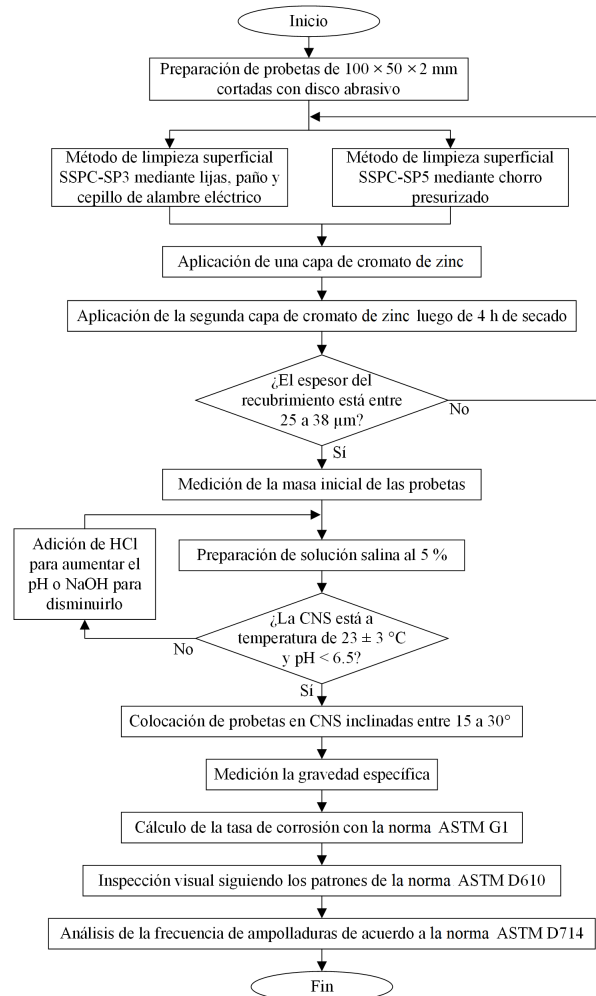 Inicio
Preparación de probetas de 100 × 50 × 2 mm
cortadas con disco abrasivo
Método de limpieza superficial
SSPC-SP3 mediante lijas, paño y
cepillo de alambre eléctrico
Método de limpieza superficial
SSPC-SP5 mediante chorro
presurizado
Aplicación de una capa de cromato de zinc
Aplicación de la segunda capa de cromato de zinc luego de 4 h de secado
¿El espesor del
recubrimiento está entre
25 a 38 µm?
No
Sí
Medición de la masa inicial de las probetas
Adición de HCl
para aumentar el
pH o NaOH para
disminuirlo
Preparación de solución salina al 5 %
¿La CNS está a
temperatura de 23 ± 3 °C
y pH < 6.5?
No
Sí
Colocación de probetas en CNS inclinadas entre 15 a 30°
Medición la gravedad específica
Cálculo de la tasa de corrosión con la norma ASTM G1
Inspección visual siguiendo los patrones de la norma ASTM D610
Análisis de la frecuencia de ampolladuras de acuerdo a la norma ASTM D714
Fin